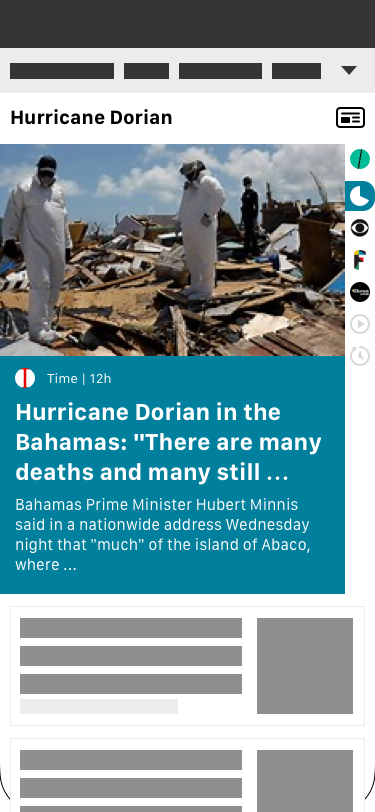 Hurricane Dorian
Time | 12h
Hurricane Dorian in the
Bahamas: "There are many
deaths and many still ...
Bahamas Prime Minister Hubert Minnis
said in a nationwide address Wednesday
night that "much" of the island of Abaco,
where ...